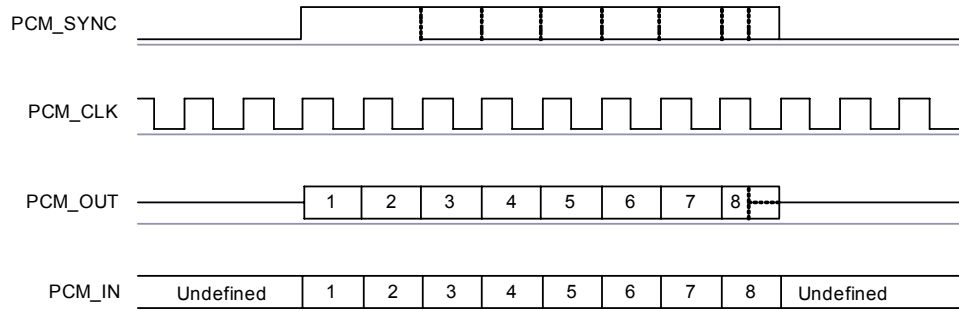 PCM_SYNC
PCM_CLK
PCM_OUT 1 2 3 4 5 6 7 8
PCM_IN Undefined 1 2 3 4 5 6 7 8 Undefined